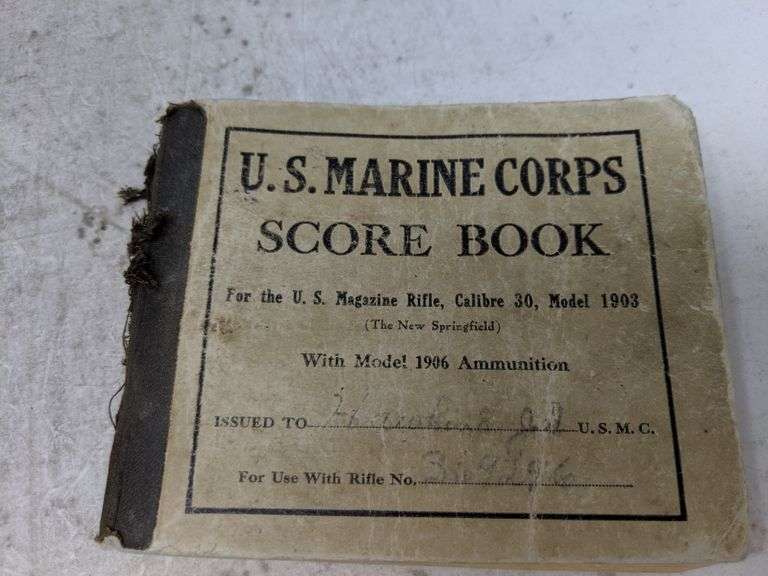 U.S. MARINE CORPS
SCORE BOOK
For the U. S. Magazine Rifle, Calibre 30, Model 1903
(The New Springfield)
With Model 1906 Ammunition
ISSUED TO U. S. M. C.
For Use With Rifle No.